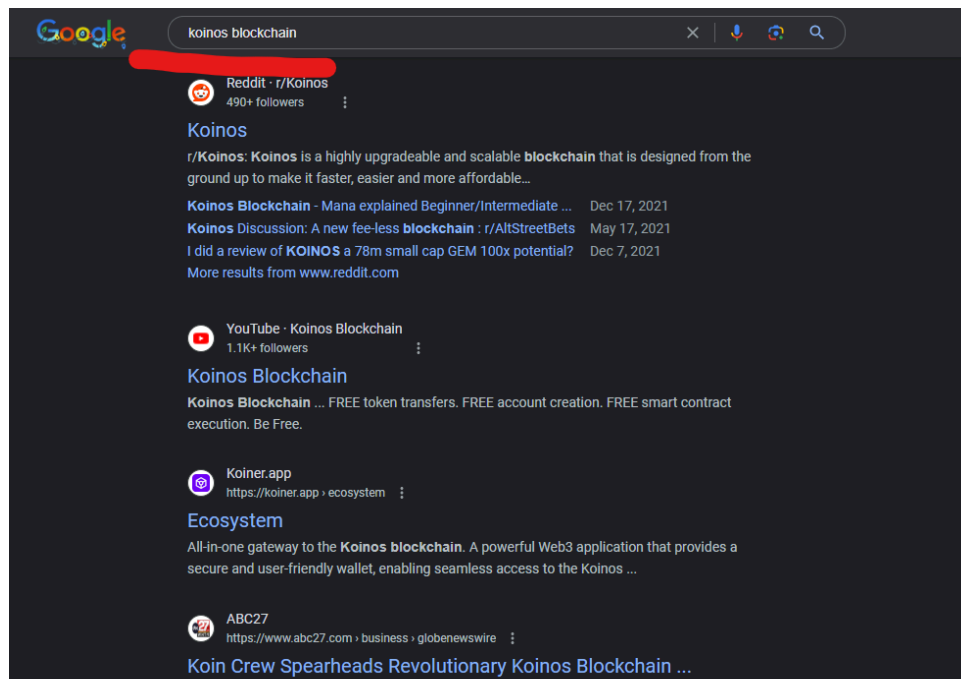 Google
koinos blockchain
Reddit · r/Koinos
490+ followers
Koinos
r/Koinos: Koinos is a highly upgradeable and scalable blockchain that is designed from the
ground up to make it faster, easier and more affordable...
Koinos Blockchain - Mana explained Beginner/Intermediate ... Dec 17, 2021
Koinos Discussion: A new fee-less blockchain : r/AltStreetBets May 17, 2021
I did a review of KOINOS a 78m small cap GEM 100x potential? Dec 7, 2021
More results from www.reddit.com
YouTube · Koinos Blockchain
1.1K+ followers
Koinos Blockchain
Koinos Blockchain ... FREE token transfers. FREE account creation. FREE smart contract
execution. Be Free.
Koiner.app
https://koiner.app › ecosystem
Ecosystem
All-in-one gateway to the Koinos blockchain. A powerful Web3 application that provides a
secure and user-friendly wallet, enabling seamless access to the Koinos ...
ABC27
https://www.abc27.com › business › globenewswire
Koin Crew Spearheads Revolutionary Koinos Blockchain ...